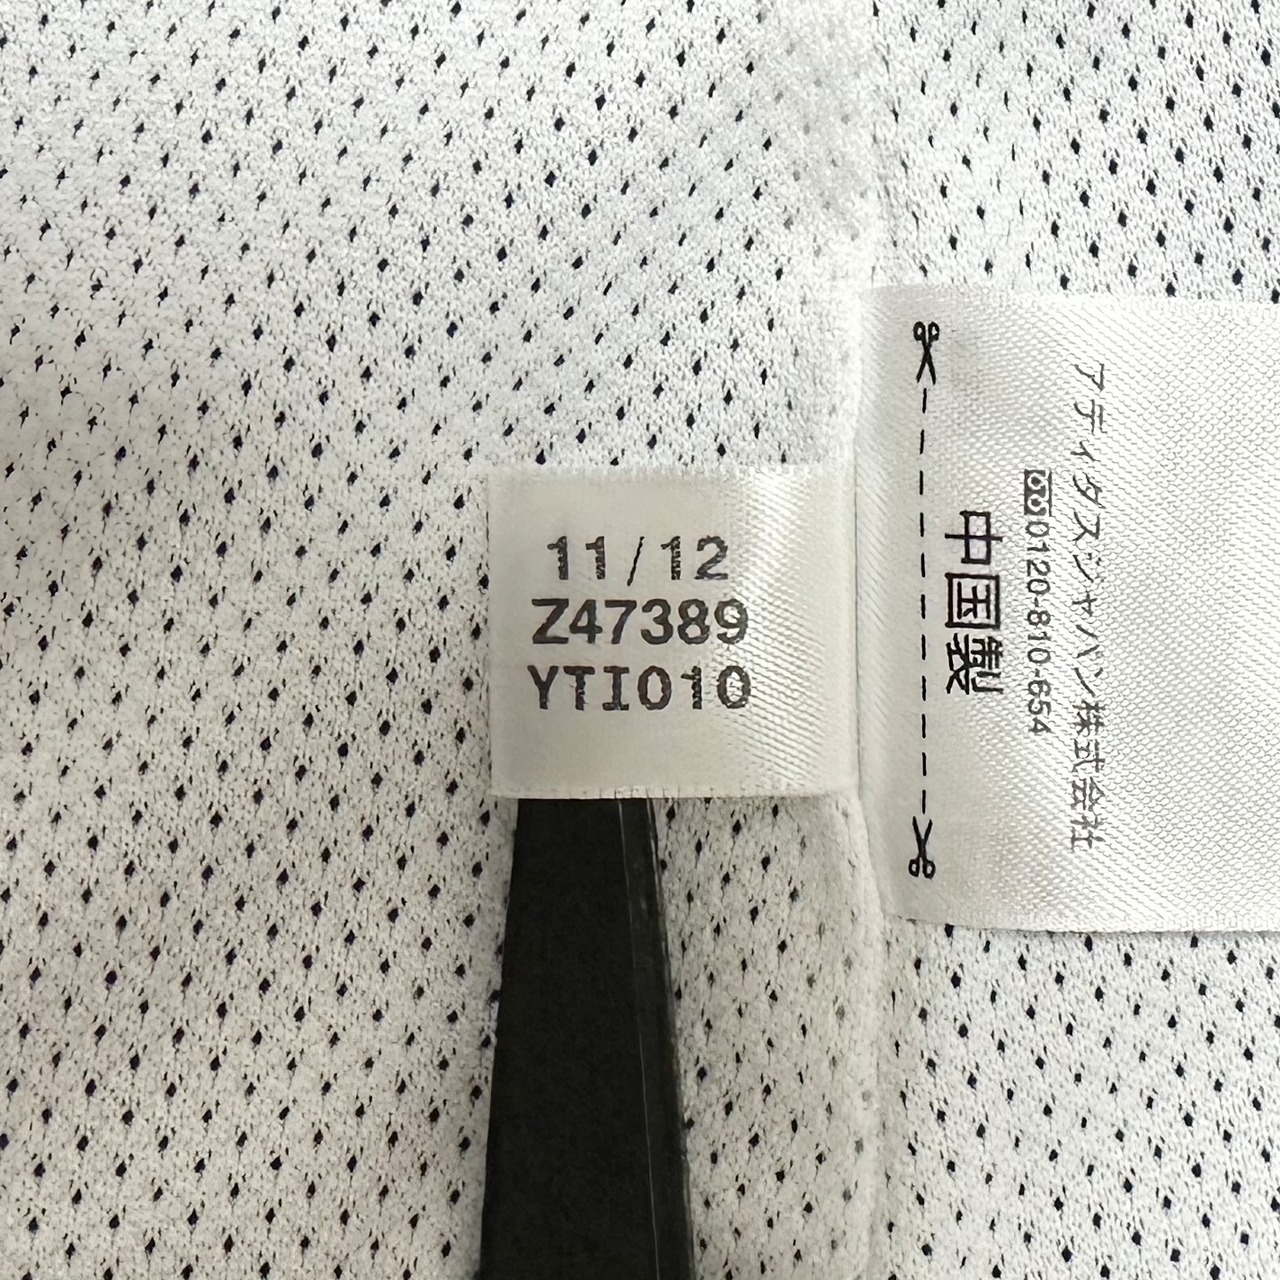 11/12
Z47389
YTI010
アディダスジャパン株式会社
0120-810-654
中国製